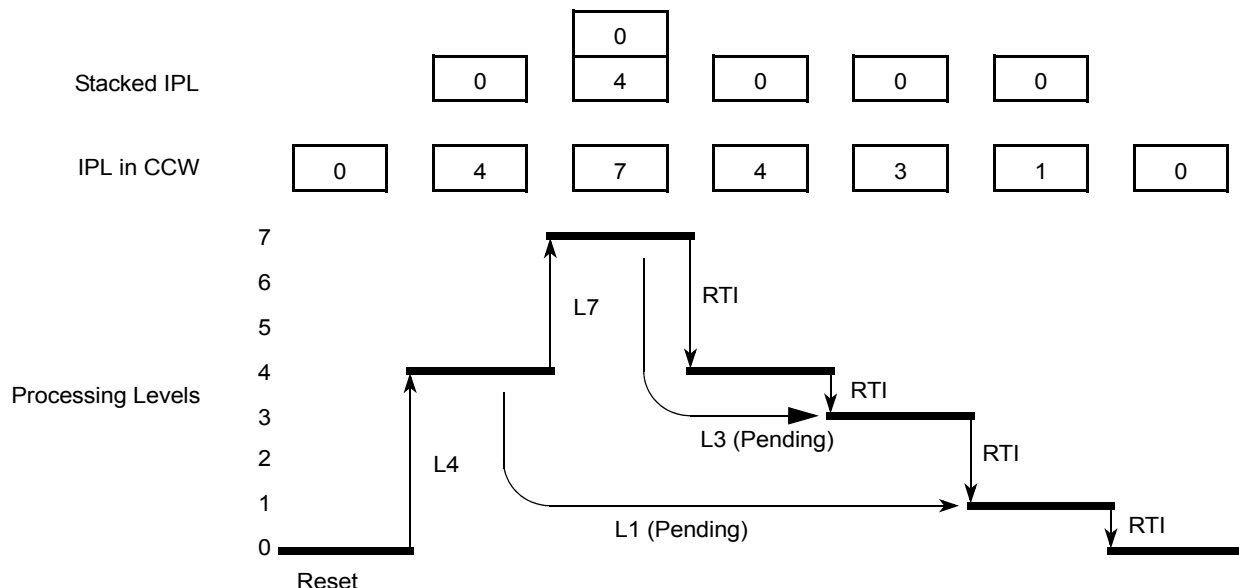 0
Stacked IPL 0 4 0 0 0
IPL in CCW 0 4 7 4 3 1 0
7
6
L7 RTI
5
4
Processing Levels RTI
3
L3 (Pending)
2 L4 RTI
1
L1 (Pending) RTI
0
Reset